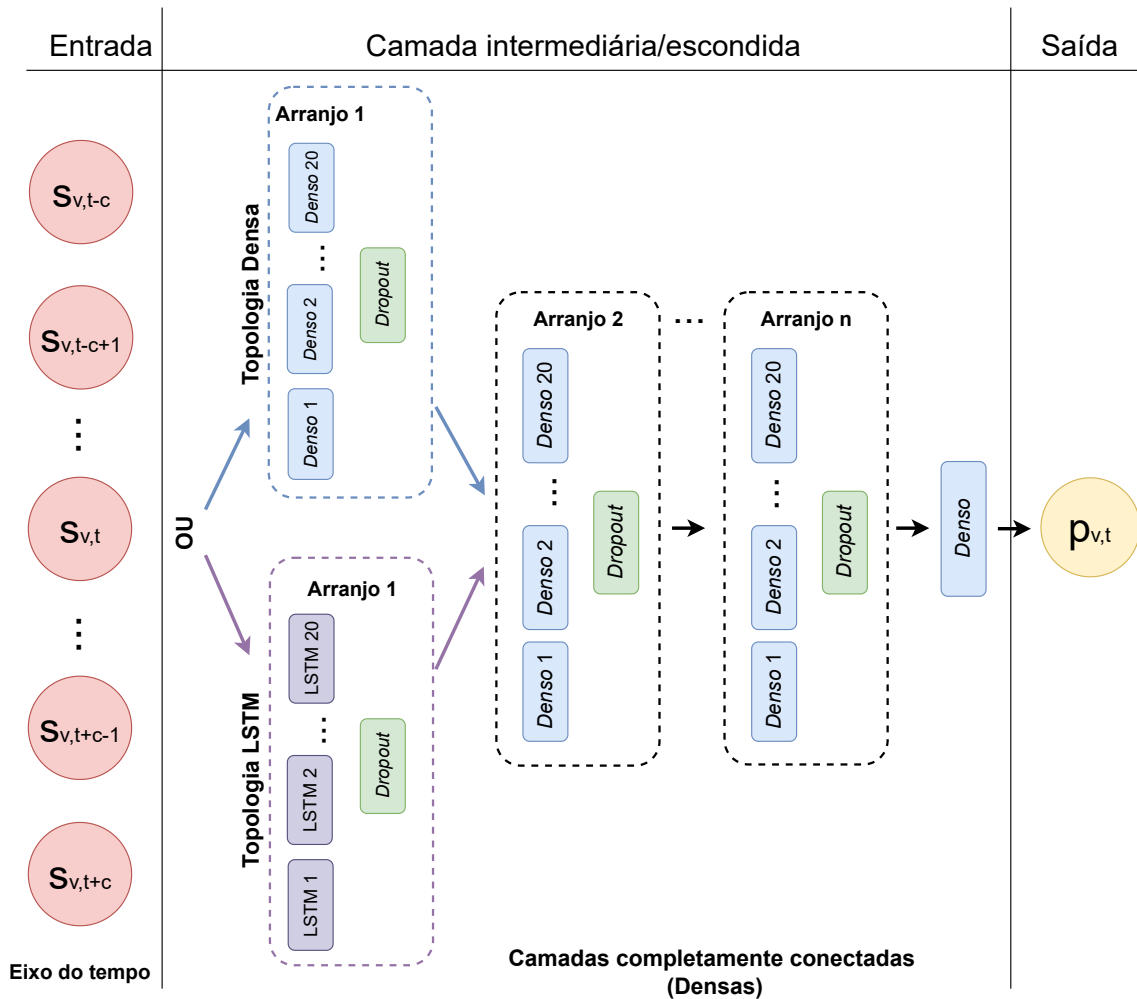 Entrada
Camada intermediária/escondida
Saída
Sv,t-c
Sv,t-c+1
...
Sv,t
...
Sv,t+c-1
Sv,t+c
Eixo do tempo
OU
Topologia Densa
Arranjo 1
Denso 20
...
Denso 2
Denso 1
Dropout
Topologia LSTM
Arranjo 1
LSTM 20
...
LSTM 2
LSTM 1
Dropout
Arranjo 2
Denso 20
...
Denso 2
Denso 1
Dropout
...
Arranjo n
Denso 20
...
Denso 2
Denso 1
Dropout
Denso
pv,t
Camadas completamente conectadas
(Densas)